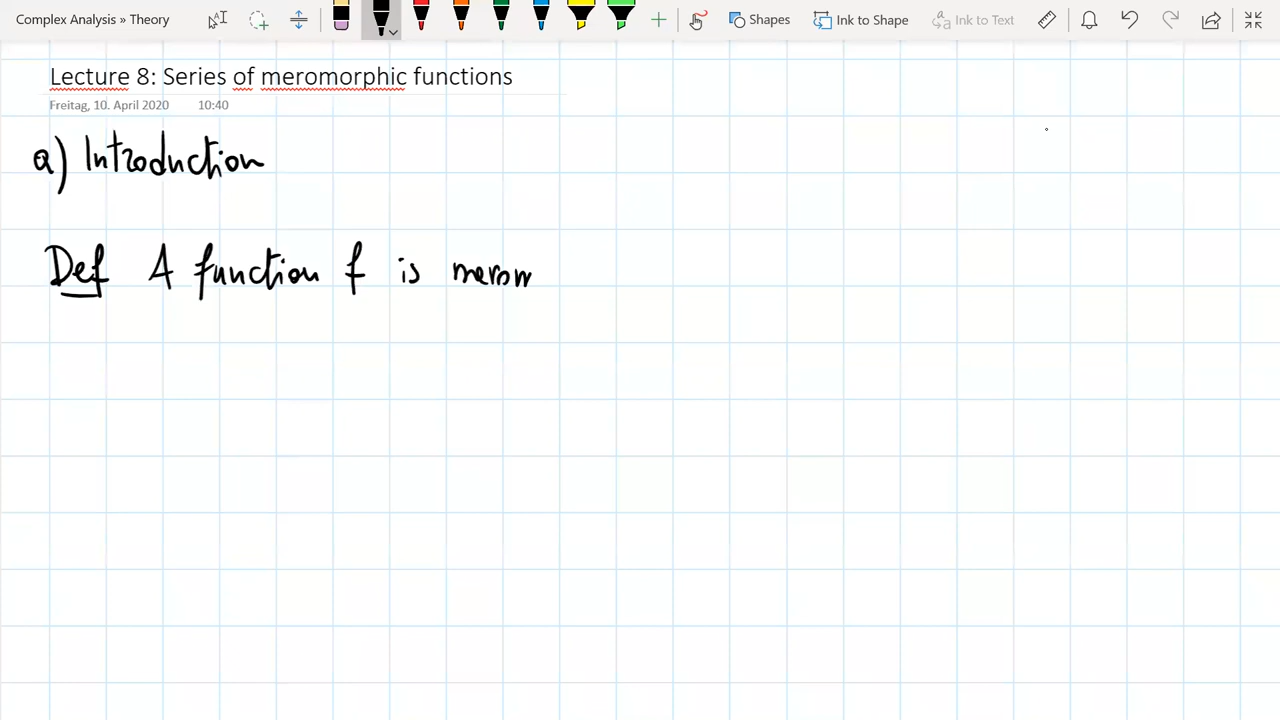 Complex Analysis » Theory
Shapes
Ink to Shape
Ink to Text
Lecture 8: Series of meromorphic functions
Freitag, 10. April 2020 10:40
a) Introduction
Def A function f is merom